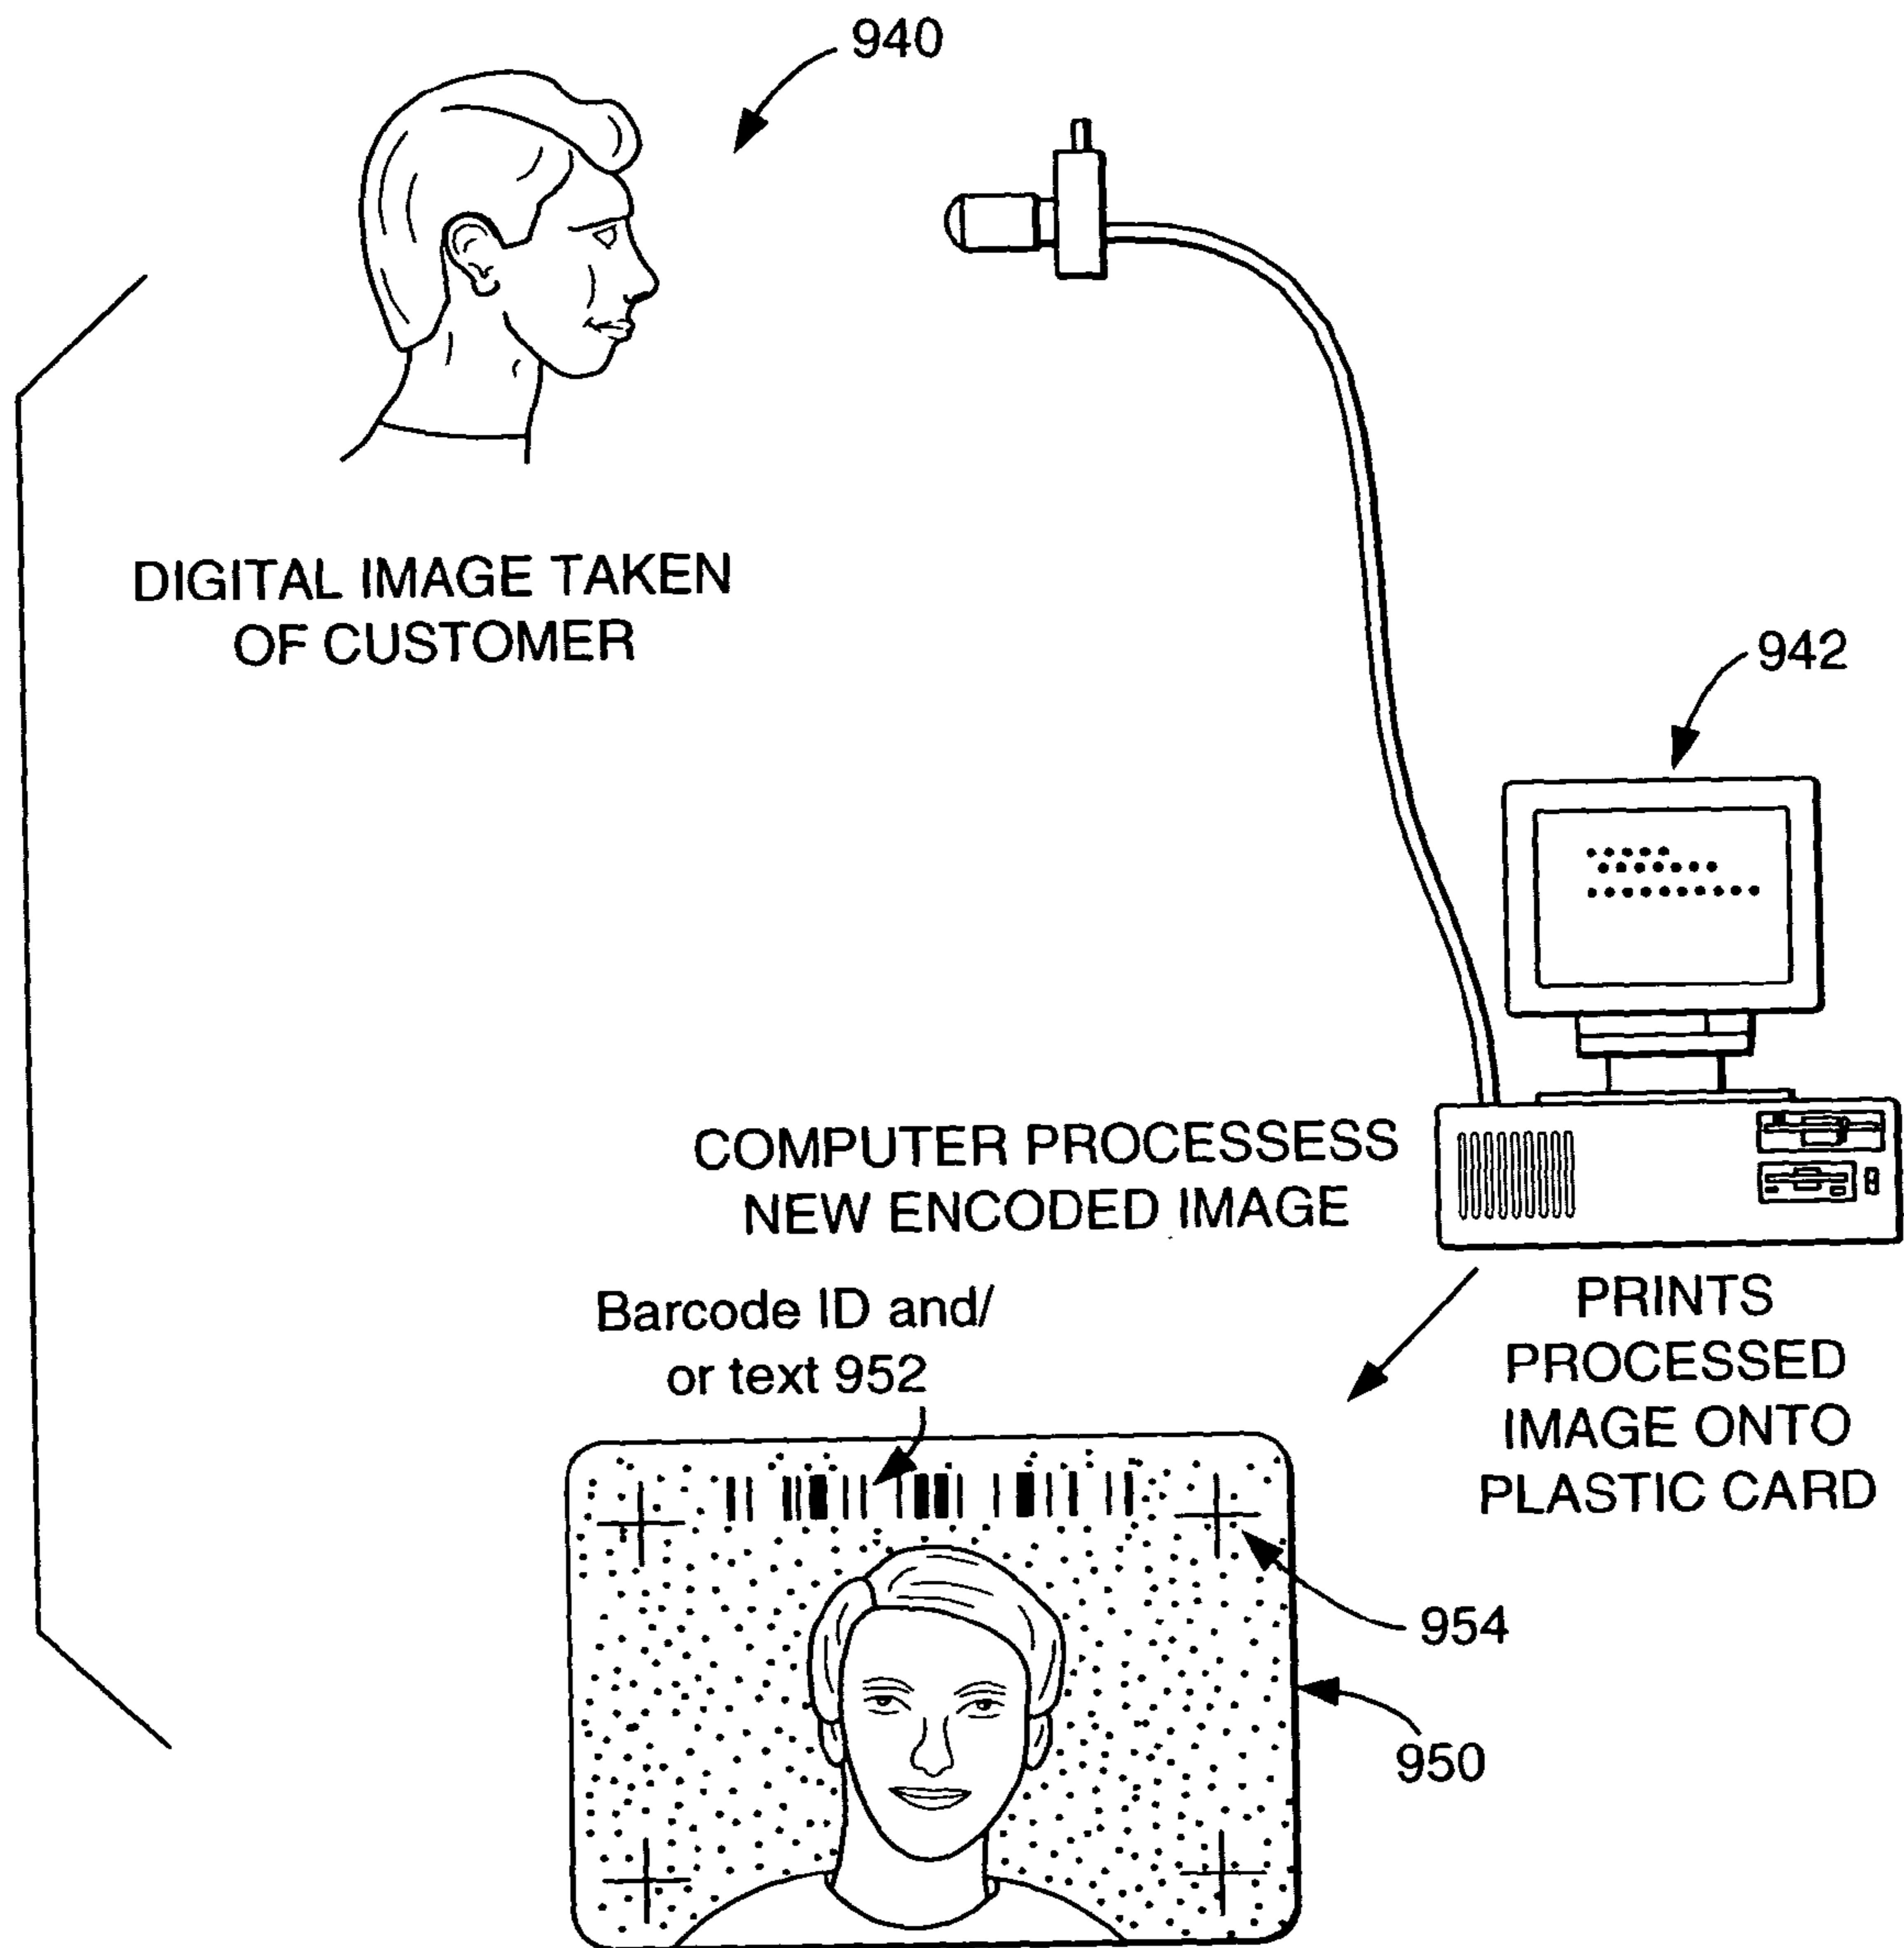 940
DIGITAL IMAGE TAKEN
OF CUSTOMER
942
COMPUTER PROCESSESS
NEW ENCODED IMAGE
Barcode ID and/
or text 952
PRINTS
PROCESSED
IMAGE ONTO
PLASTIC CARD
954
950